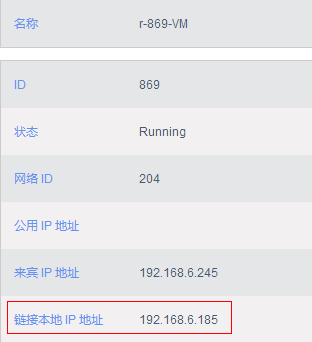 名称 r-869-VM
ID 869
状态 Running
网络 ID 204
公用 IP 地址
来宾 IP 地址 192.168.6.245
链接本地 IP 地址 192.168.6.185